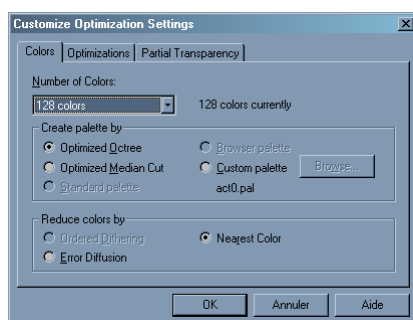 Customize Optimization Settings
Colors Optimizations Partial Transparency
Number of Colors:
128 colors 128 colors currently
Create palette by
Optimized Octree Browser palette
Optimized Median Cut Custom palette Browse...
Standard palette act0.pal
Reduce colors by
Ordered Dithering Nearest Color
Error Diffusion
OK Annuler Aide